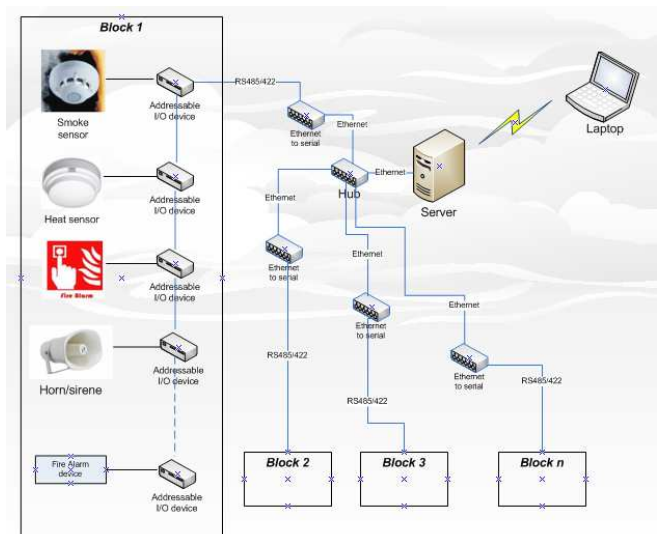 Block 1
Smoke
sensor
Addressable
I/O device
Heat sensor
Addressable
I/O device
Fire Alarm
Addressable
I/O device
Horn/sirene
Addressable
I/O device
Fire Alarm
device
Addressable
I/O device
RS485/422
Ethernet
to serial
Ethernet
Hub
Ethernet
Server
Laptop
Ethernet
Ethernet
to serial
RS485/422
Block 2
Ethernet
Ethernet
to serial
RS485/422
Block 3
Ethernet
Ethernet
to serial
RS485/422
Block n